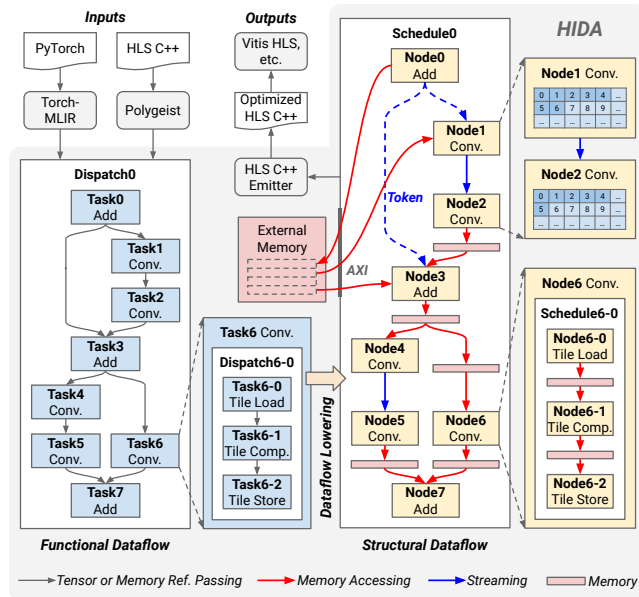 Inputs
Outputs
PyTorch
HLS C++
Torch-
MLIR
Polygeist
Vitis HLS,
etc.
Optimized
HLS C++
HLS C++
Emitter
HIDA
Dispatch0
Task0
Add
Task1
Conv.
Task2
Conv.
Task3
Add
Task4
Conv.
Task5
Conv.
Task6
Conv.
Task7
Add
Functional Dataflow
External
Memory
AXI
Task6 Conv.
Dispatch6-0
Task6-0
Tile Load
Task6-1
Tile Comp.
Task6-2
Tile Store
Dataflow Lowering
Schedule0
Node0
Add
Node1
Conv.
Token
Node2
Conv.
Node3
Add
Node4
Conv.
Node5
Conv.
Node6
Conv.
Node7
Add
Structural Dataflow
Node1 Conv.
0 1 2 3 4 ...
5 6 7 8 9 ...
... ... ... ... ... ...
Node2 Conv.
0 1 2 3 4 ...
5 6 7 8 9 ...
... ... ... ... ... ...
Node6 Conv.
Schedule6-0
Node6-0
Tile Load
Node6-1
Tile Comp.
Node6-2
Tile Store
Tensor or Memory Ref. Passing
Memory Accessing
Streaming
Memory